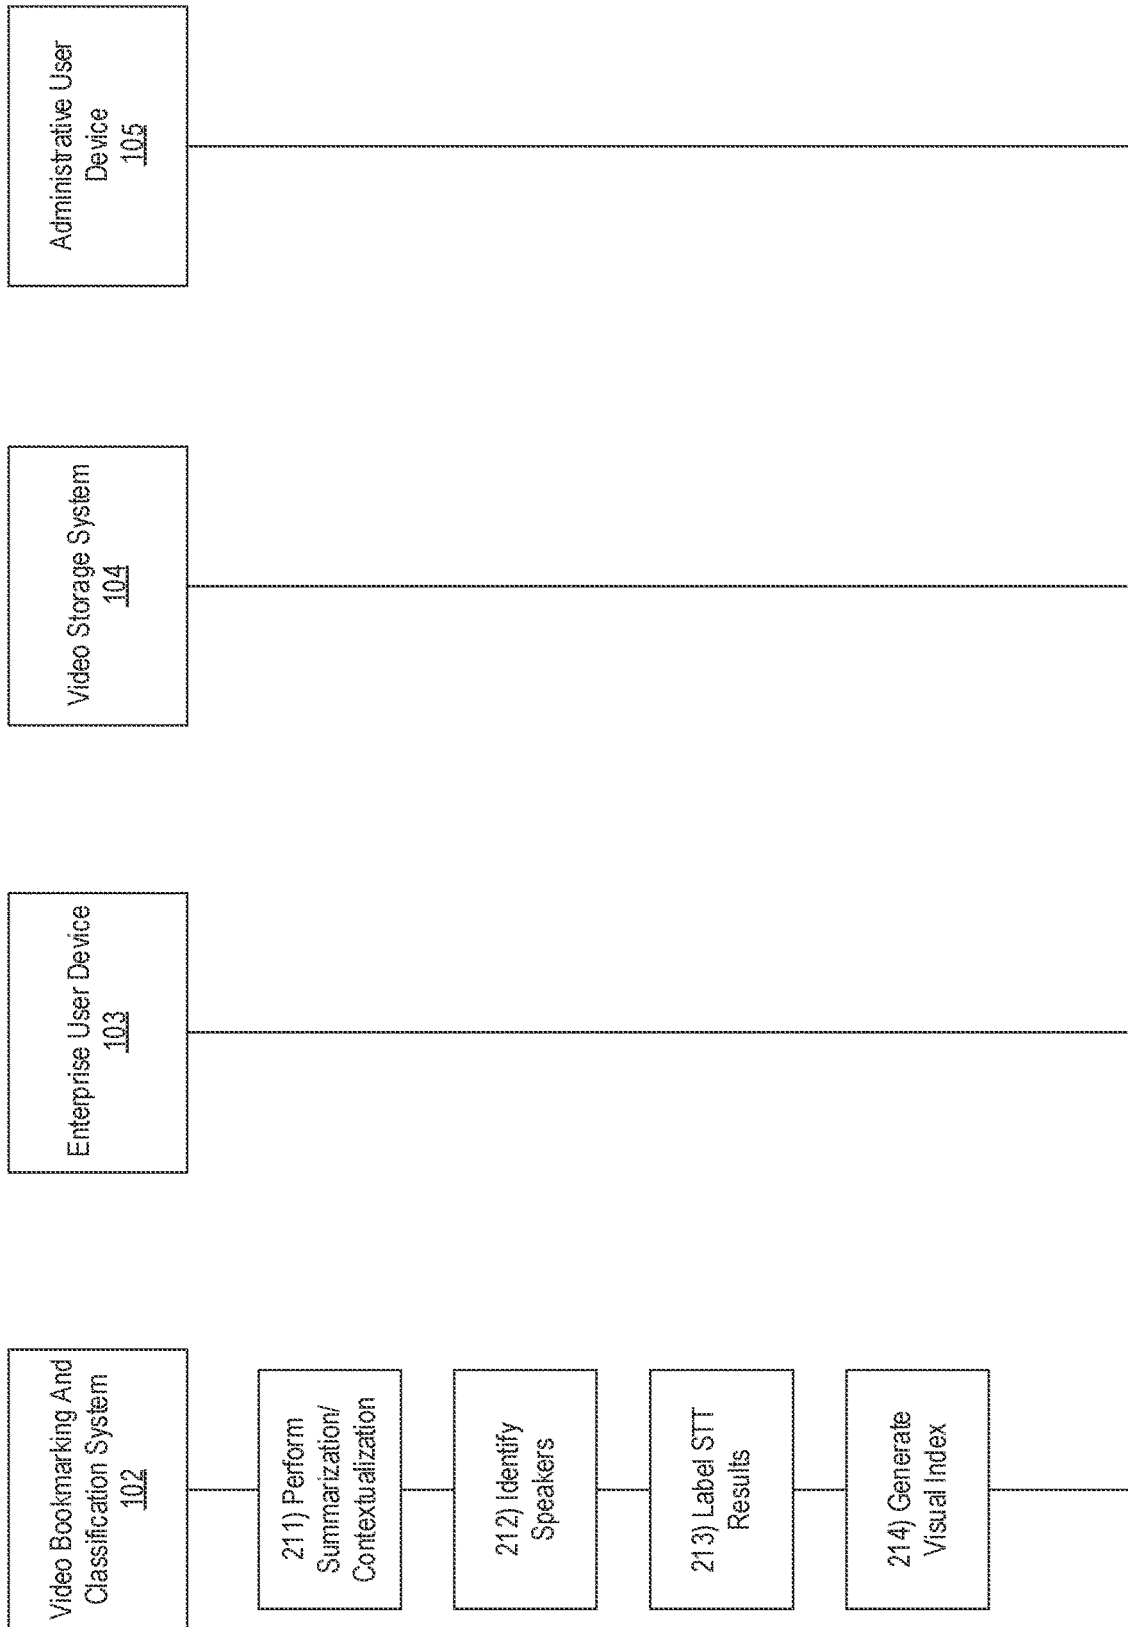 Video Bookmarking And
Classification System
102
Enterprise User Device
103
Video Storage System
104
Administrative User
Device
105
211) Perform
Summarization/
Contextualization
212) Identify
Speakers
213) Label STT
Results
214) Generate
Visual Index